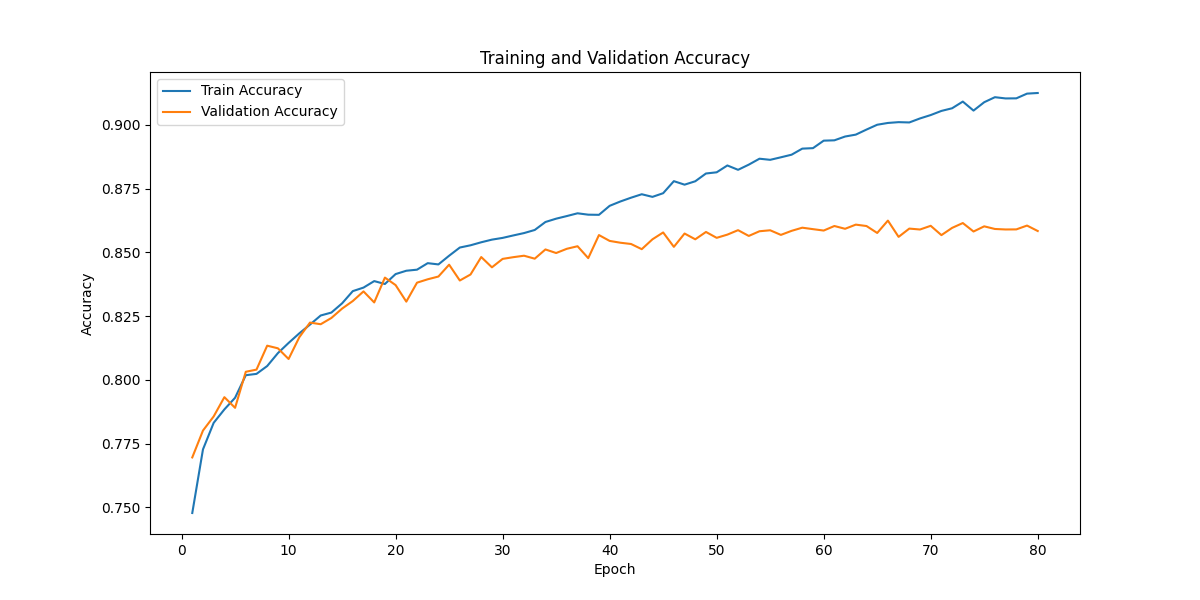 Training and Validation Accuracy
Train Accuracy
Validation Accuracy
Accuracy
0.900
0.875
0.850
0.825
0.800
0.775
0.750
0 10 20 30 40 50 60 70 80
Epoch